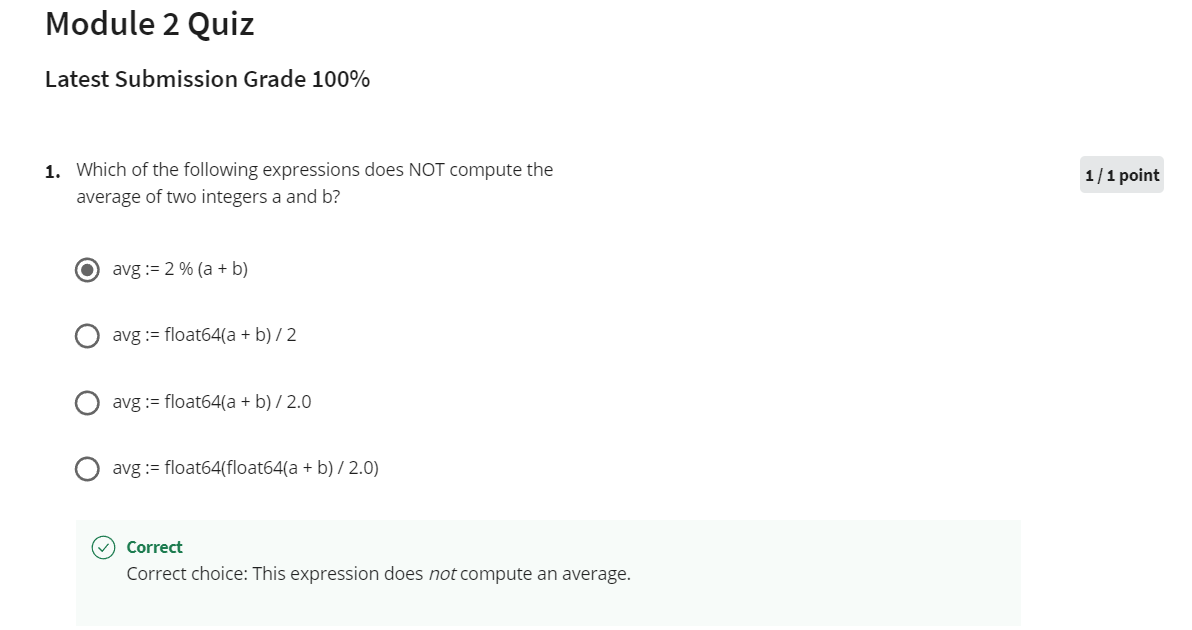 Module 2 Quiz
Latest Submission Grade 100%
1. Which of the following expressions does NOT compute the
average of two integers a and b?
1 / 1 point
avg := 2 % (a + b)
avg := float64(a + b) / 2
avg := float64(a + b) / 2.0
avg := float64(float64(a + b) / 2.0)
Correct
Correct choice: This expression does not compute an average.